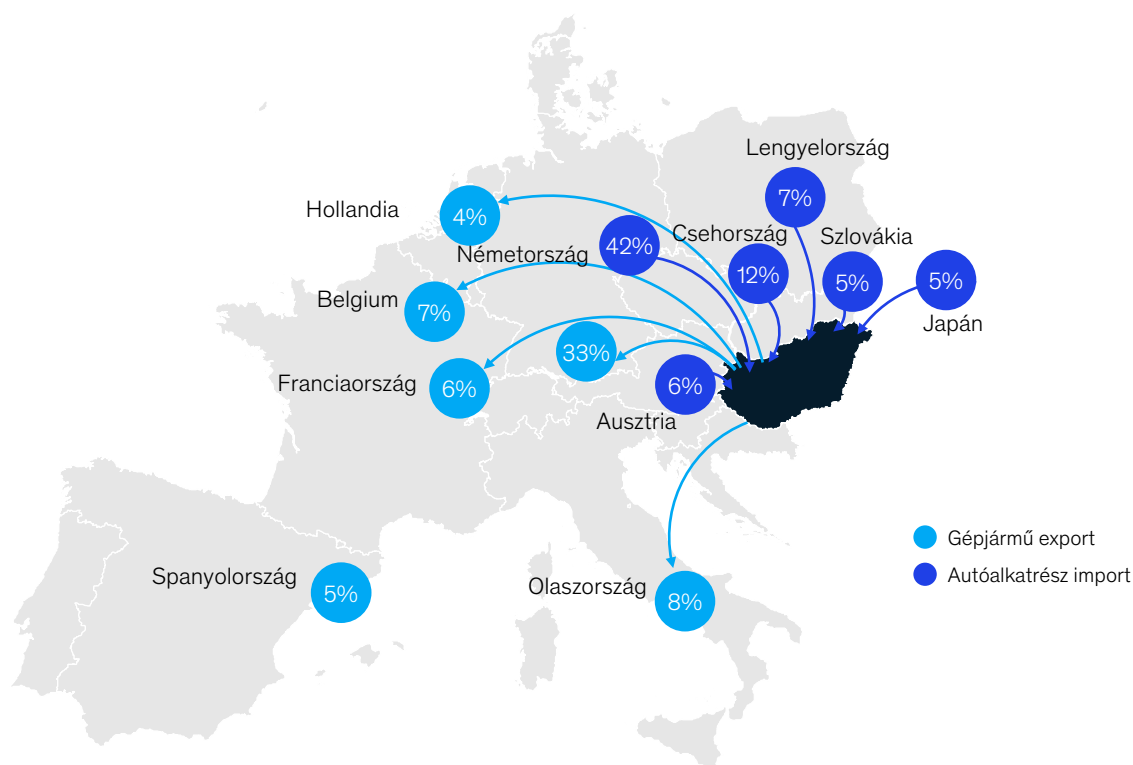 Lengyelország
7%
Hollandia
4%
Németország
42%
Csehország
12%
Szlovákia
5%
5%
Japán
Belgium
7%
33%
Franciaország
6%
6%
Ausztria
Gépjármű export
Autóalkatrész import
Spanyolország
5%
Olaszország
8%